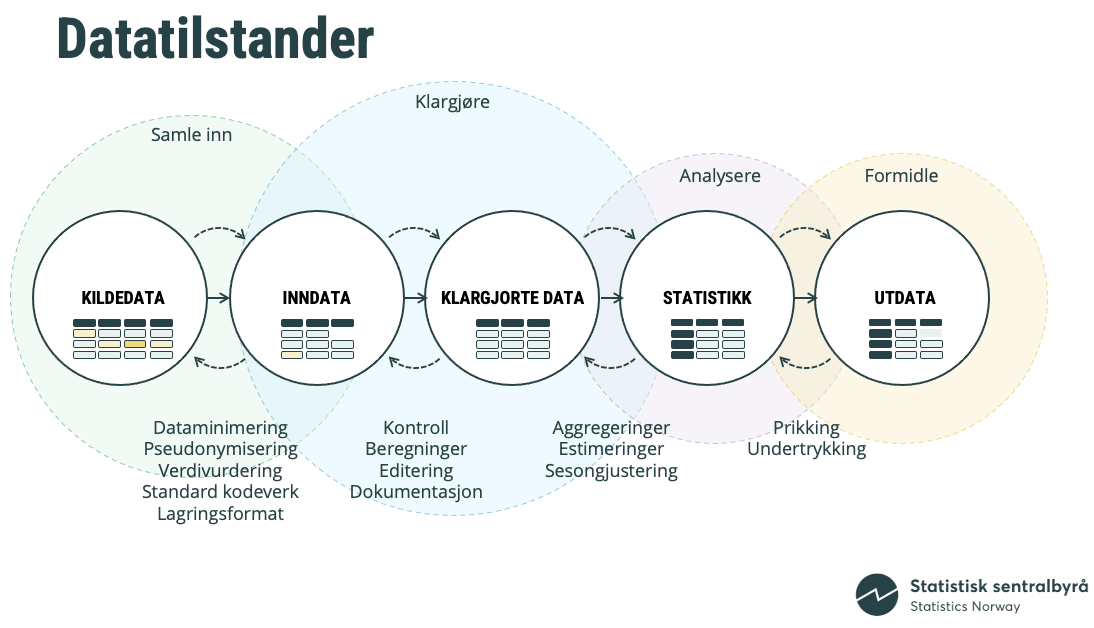 Datatilstander
Samle inn
Klargjøre
Analysere
Formidle
KILDEDATA
INNDATA
KLARGJORTE DATA
STATISTIKK
UTDATA
Dataminimering
Pseudonymisering
Verdivurdering
Standard kodeverk
Lagringsformat
Kontroll
Beregninger
Editering
Dokumentasjon
Aggregeringer
Estimeringer
Sesongjustering
Prikking
Undertrykking
Statistisk sentralbyrå
Statistics Norway